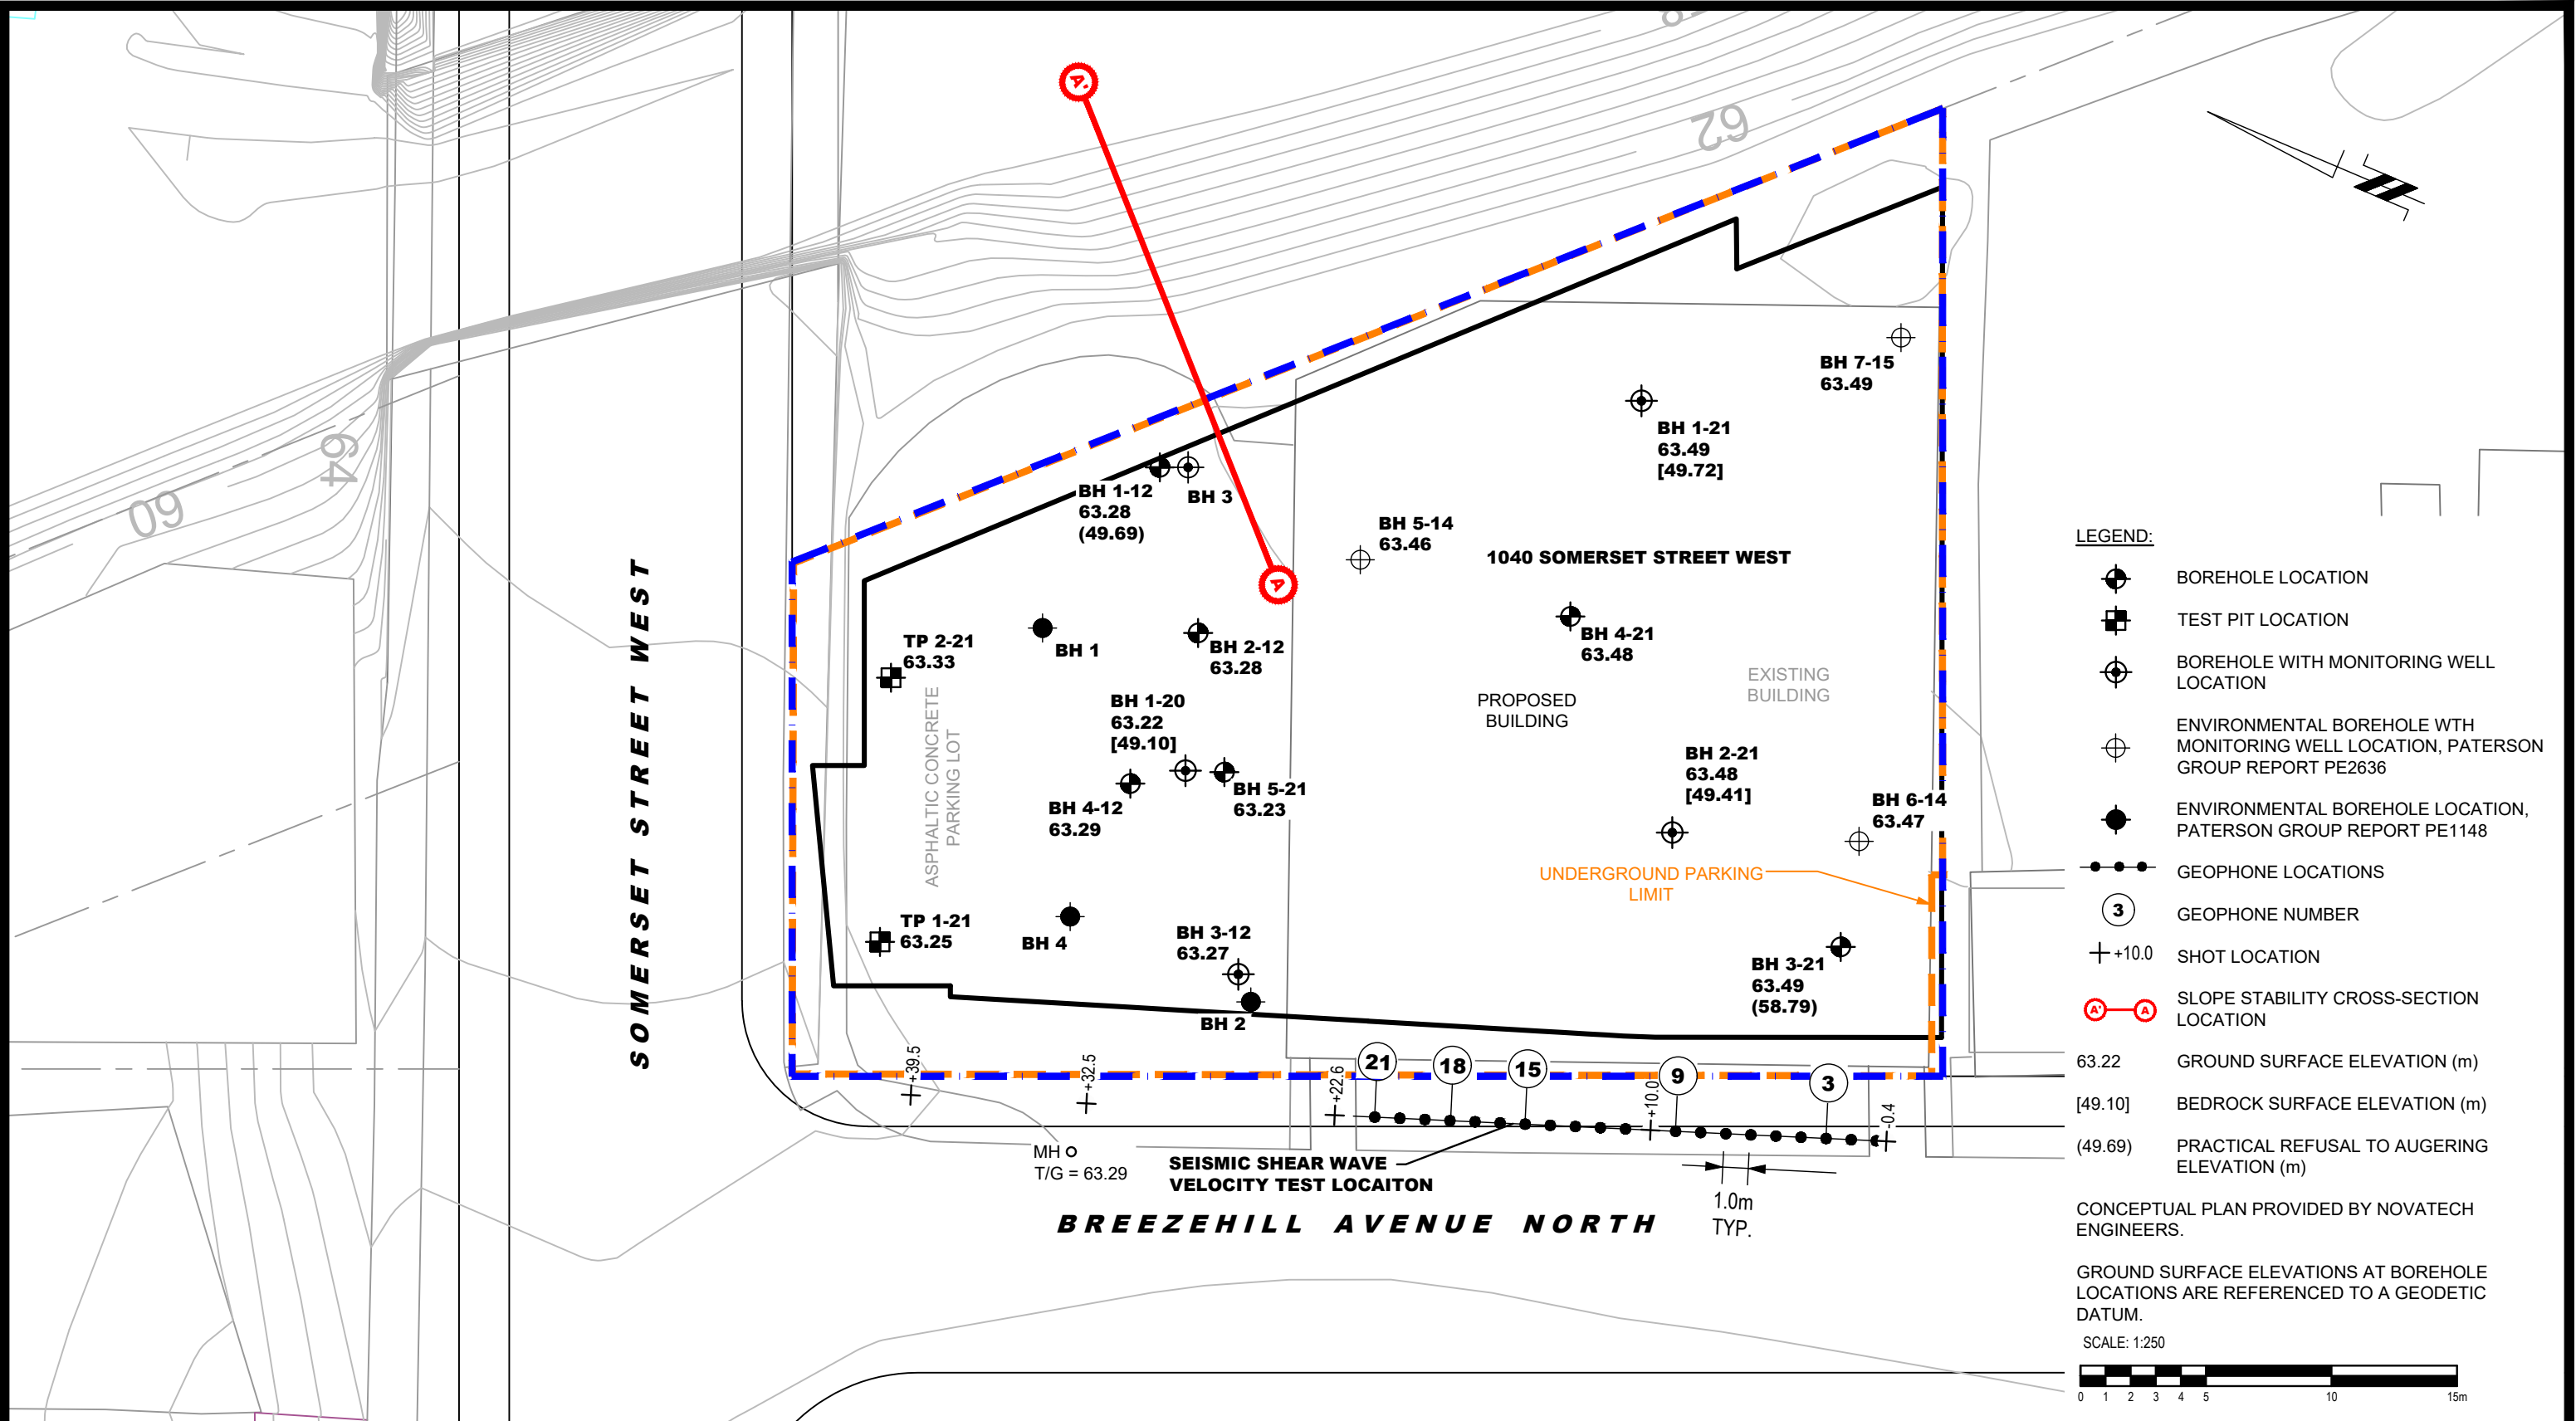 62
A'
64
60
BH 7-15
63.49
BH 1-21
63.49
[49.72]
BH 1-12
63.28
(49.69)
BH 3
BH 5-14
63.46
1040 SOMERSET STREET WEST
A
SOMERSET STREET WEST
TP 2-21
63.33
BH 1
BH 2-12
63.28
BH 4-21
63.48
EXISTING
BUILDING
PROPOSED
BUILDING
ASPHALTIC CONCRETE
PARKING LOT
BH 1-20
63.22
[49.10]
BH 4-12
63.29
BH 5-21
63.23
BH 2-21
63.48
[49.41]
BH 6-14
63.47
UNDERGROUND PARKING
LIMIT
TP 1-21
63.25
BH 4
BH 3-12
63.27
BH 2
BH 3-21
63.49
(58.79)
+39.5
+32.5
+22.6
21
18
15
+10.0
9
3
-0.4
MH
T/G = 63.29
SEISMIC SHEAR WAVE
VELOCITY TEST LOCAITON
1.0m
TYP.
BREEZEHILL AVENUE NORTH
LEGEND:
BOREHOLE LOCATION
TEST PIT LOCATION
BOREHOLE WITH MONITORING WELL
LOCATION
ENVIRONMENTAL BOREHOLE WTH
MONITORING WELL LOCATION, PATERSON
GROUP REPORT PE2636
ENVIRONMENTAL BOREHOLE LOCATION,
PATERSON GROUP REPORT PE1148
GEOPHONE LOCATIONS
3 GEOPHONE NUMBER
+10.0 SHOT LOCATION
A' A SLOPE STABILITY CROSS-SECTION
LOCATION
63.22 GROUND SURFACE ELEVATION (m)
[49.10] BEDROCK SURFACE ELEVATION (m)
(49.69) PRACTICAL REFUSAL TO AUGERING
ELEVATION (m)
CONCEPTUAL PLAN PROVIDED BY NOVATECH
ENGINEERS.
GROUND SURFACE ELEVATIONS AT BOREHOLE
LOCATIONS ARE REFERENCED TO A GEODETIC
DATUM.
SCALE: 1:250
0 1 2 3 4 5 10 15m